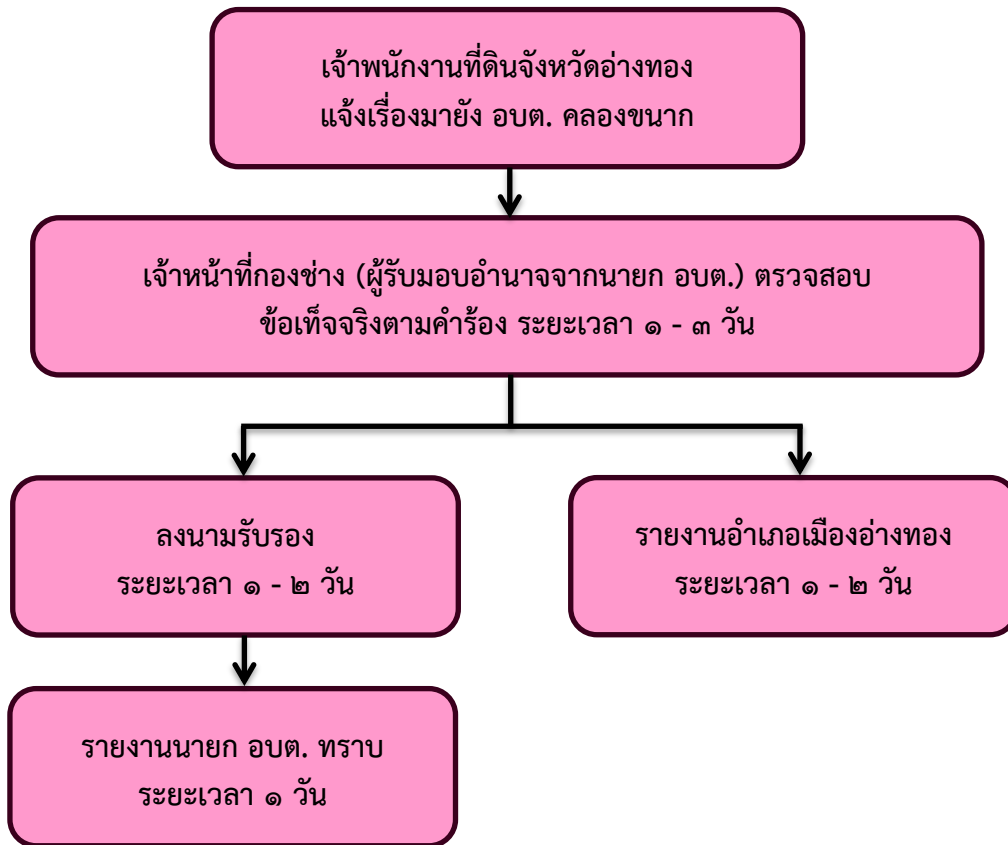 เจ้าพนักงานที่ดินจังหวัดอ่างทอง
แจ้งเรื่องมายัง อบต. คลองขนาก
เจ้าหน้าที่กองช่าง (ผู้รับมอบอำนาจจากนายก อบต.) ตรวจสอบ
ข้อเท็จจริงตามคำร้อง ระยะเวลา ๑ - ๓ วัน
ลงนามรับรอง
ระยะเวลา ๑ - ๒ วัน
รายงานอำเภอเมืองอ่างทอง
ระยะเวลา ๑ - ๒ วัน
รายงานนายก อบต. ทราบ
ระยะเวลา ๑ วัน